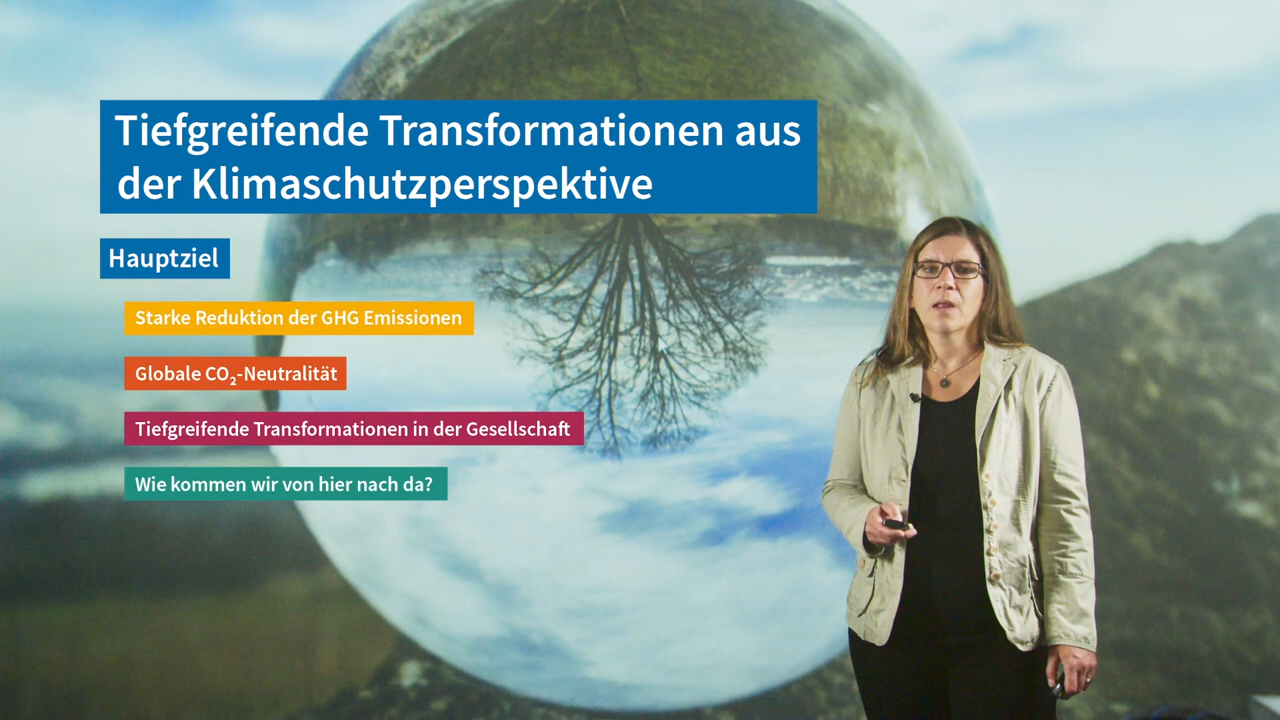 Tiefgreifende Transformationen aus
der Klimaschutzperspektive
Hauptziel
Starke Reduktion der GHG Emissionen
Globale CO₂-Neutralität
Tiefgreifende Transformationen in der Gesellschaft
Wie kommen wir von hier nach da?